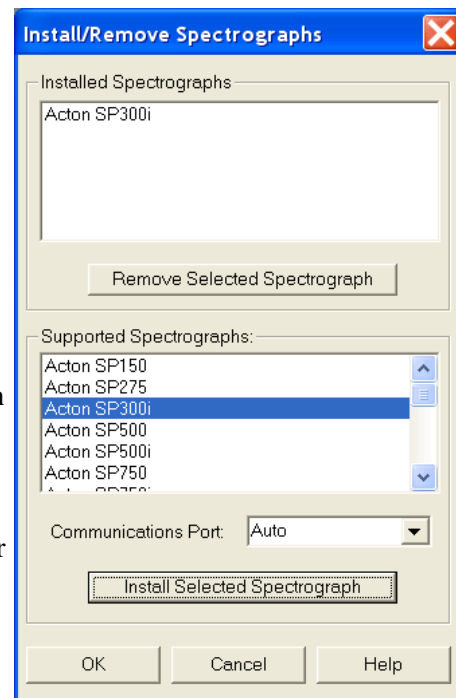 Install/Remove Spectrographs
Installed Spectrographs
Acton SP300i
Remove Selected Spectrograph
Supported Spectrographs:
Acton SP150
Acton SP275
Acton SP300i
Acton SP500
Acton SP500i
Acton SP750
Communications Port: Auto
Install Selected Spectrograph
OK Cancel Help